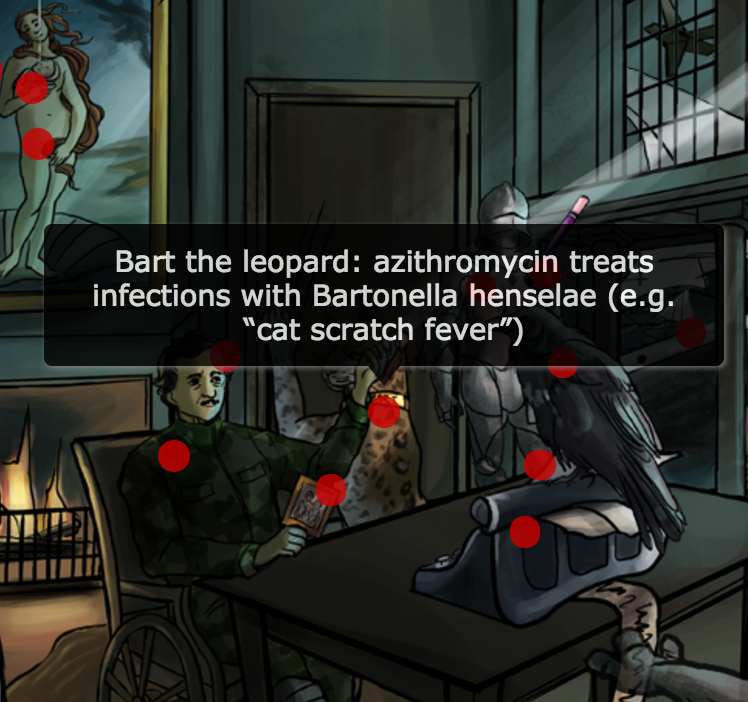 Bart the leopard: azithromycin treats
infections with Bartonella henselae (e.g.
“cat scratch fever”)